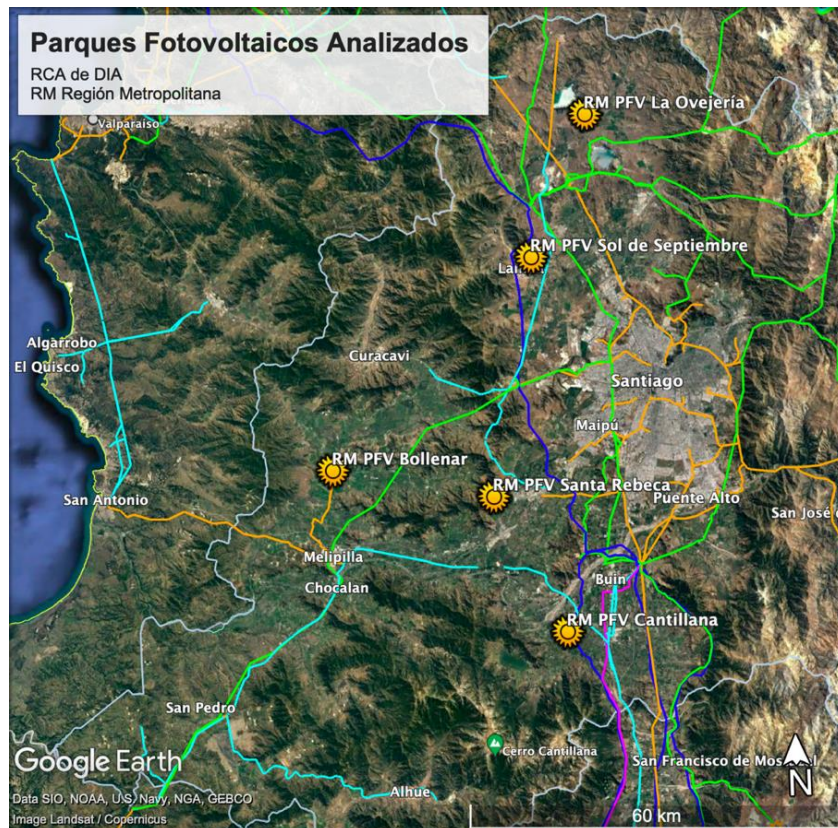 Parques Fotovoltaicos Analizados
RCA de DIA
RM Región Metropolitana
Valparaiso
RM PFV La Ovejería
RM PFV Sol de Septiembre
Algarrobo
El Quisco
Curacavi
Santiago
Maipú
RM PFV Bollenar
RM PFV Santa Rebeca
San Antonio
Puente Alto
San José
Melipilla
Chocalan
Buin
RM PFV Cantillana
San Pedro
Cerro Cantillana
Google Earth
San Francisco de
N
Data SIO, NOAA, U.S. Navy, NGA, GEBCO
Alhue
Image Landsat / Copernicus
60 km